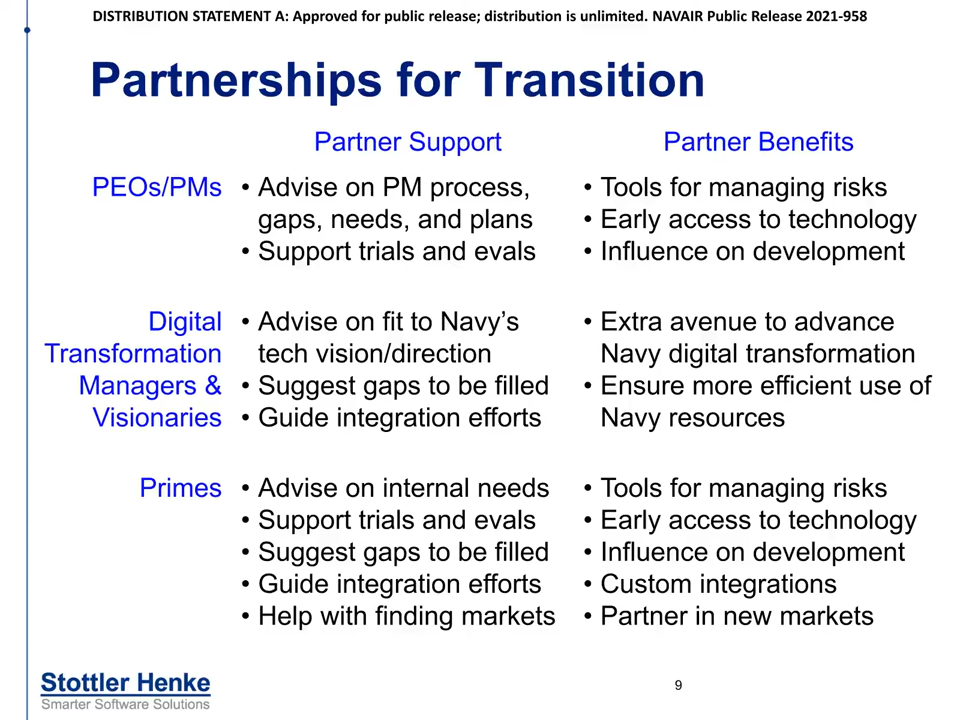 DISTRIBUTION STATEMENT A: Approved for public release; distribution is unlimited. NAVAIR Public Release 2021-958
Partnerships for Transition
Partner Support
Partner Benefits
PEOs/PMs
• Advise on PM process,
gaps, needs, and plans
• Support trials and evals
• Tools for managing risks
• Early access to technology
• Influence on development
Digital
Transformation
Managers &
Visionaries
• Advise on fit to Navy’s
tech vision/direction
• Suggest gaps to be filled
• Guide integration efforts
• Extra avenue to advance
Navy digital transformation
• Ensure more efficient use of
Navy resources
Primes
• Advise on internal needs
• Support trials and evals
• Suggest gaps to be filled
• Guide integration efforts
• Help with finding markets
• Tools for managing risks
• Early access to technology
• Influence on development
• Custom integrations
• Partner in new markets
Stottler Henke
Smarter Software Solutions
9